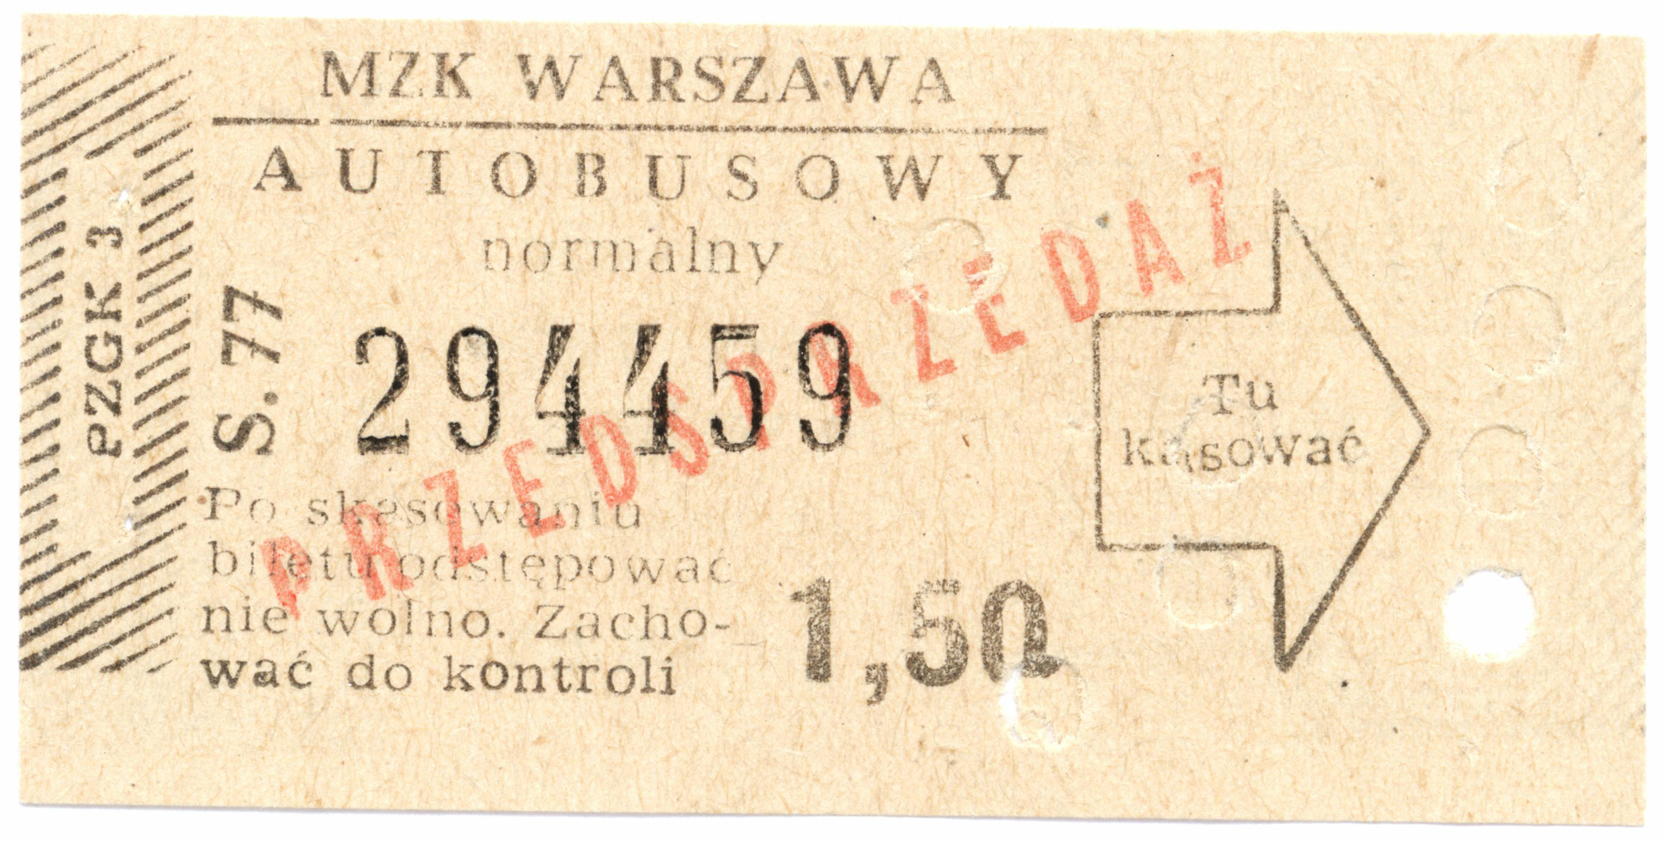 MZK WARSZAWA
AUTOBUSOWY
normalny
PZGK 3
S. 77
294459
PRZEDSPRZEDAŻ
Po skasowaniu
biletu odstępować
nie wolno. Zacho-
wać do kontroli
1,50
Tu
kasować